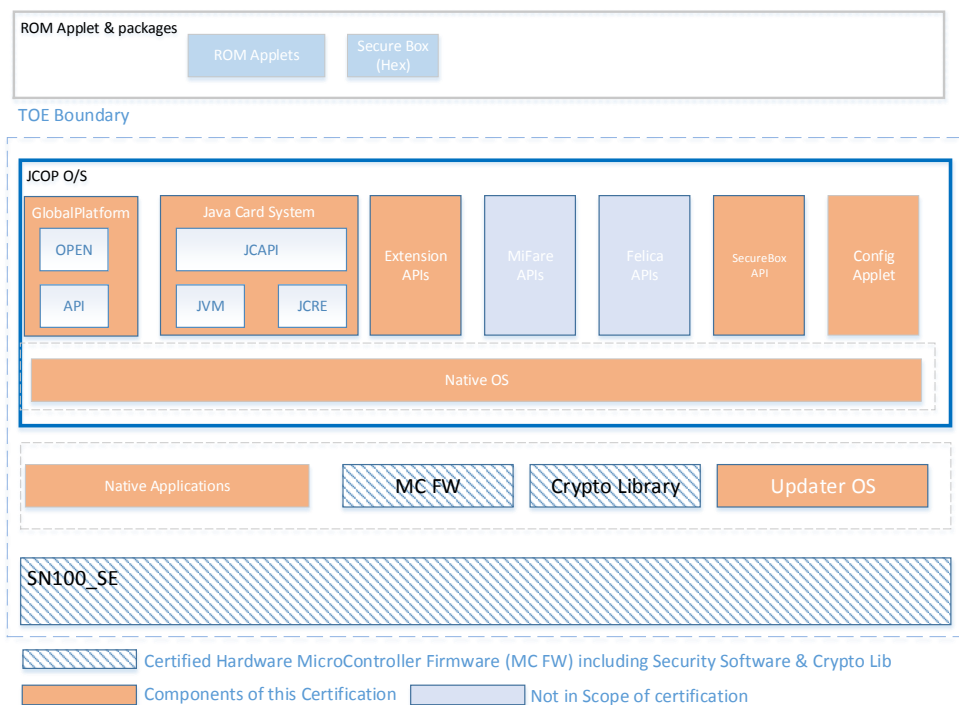 ROM Applet & packages
ROM Applets
Secure Box
(Hex)
TOE Boundary
JCOP O/S
GlobalPlatform
OPEN
API
Java Card System
JCAPI
JVM
JCRE
Extension
APIs
MiFare
APIs
Felica
APIs
SecureBox
API
Config
Applet
Native OS
Native Applications
MC FW
Crypto Library
Updater OS
SN100_SE
Certified Hardware MicroController Firmware (MC FW) including Security Software & Crypto Lib
Components of this Certification
Not in Scope of certification